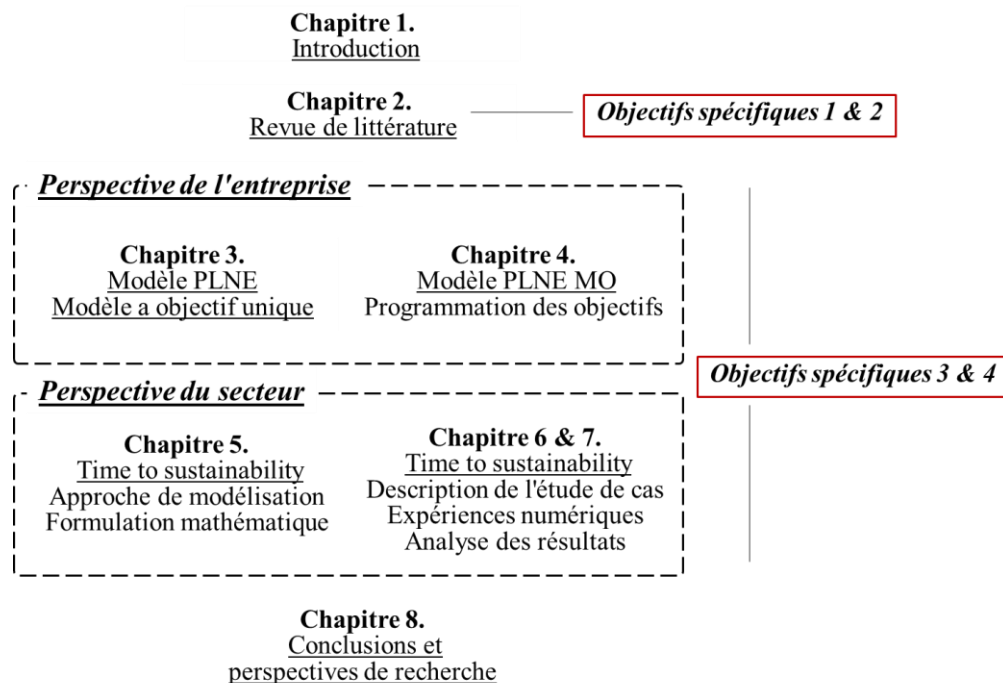 Chapitre 1.
Introduction
Chapitre 2.
Revue de littérature
Objectifs spécifiques 1 & 2
Perspective de l'entreprise
Chapitre 3.
Modèle PLNE
Modèle a objectif unique
Chapitre 4.
Modèle PLNE MO
Programmation des objectifs
Objectifs spécifiques 3 & 4
Perspective du secteur
Chapitre 5.
Time to sustainability
Approche de modélisation
Formulation mathématique
Chapitre 6 & 7.
Time to sustainability
Description de l'étude de cas
Expériences numériques
Analyse des résultats
Chapitre 8.
Conclusions et
perspectives de recherche